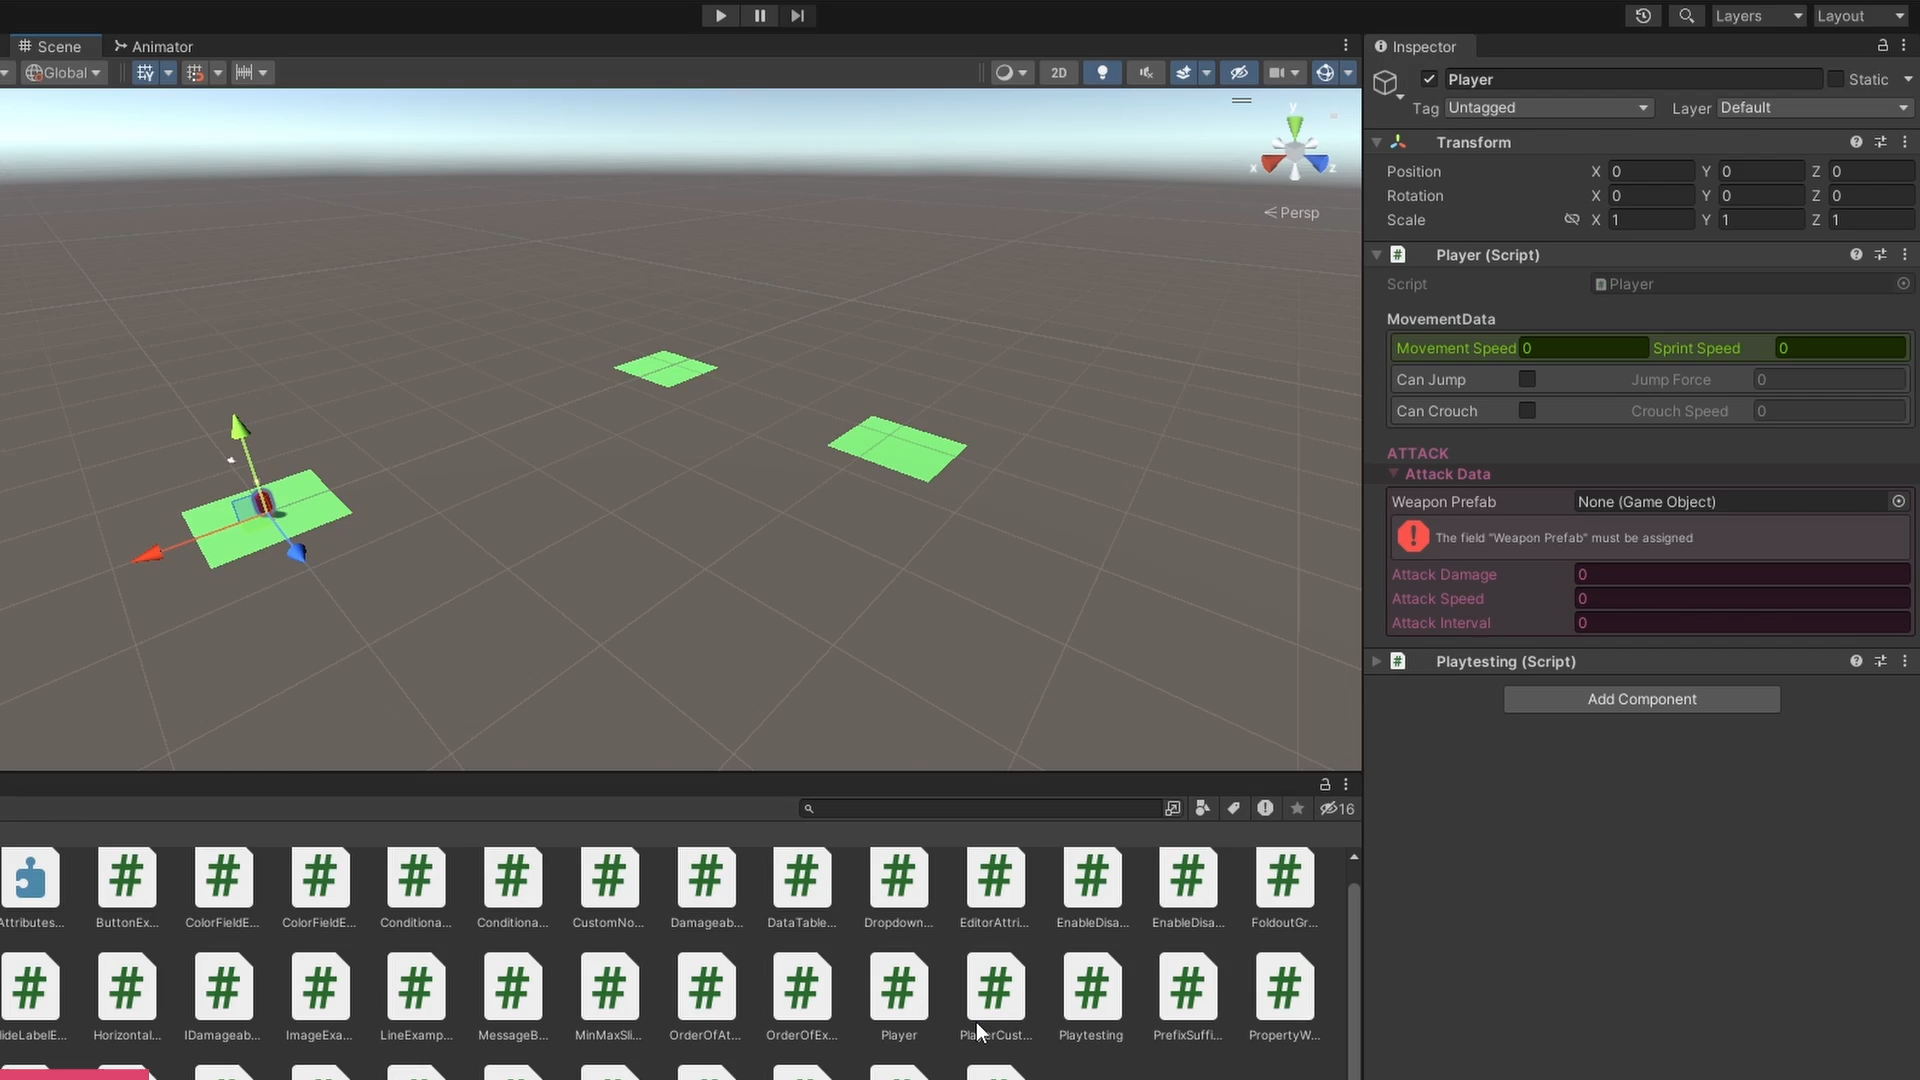 Layers
Layout
Scene
Animator
Inspector
Global
2D
Player
Static
Tag
Untagged
Layer
Default
y
x
z
Persp
Transform
Position X 0 Y 0 Z 0
Rotation X 0 Y 0 Z 0
Scale X 1 Y 1 Z 1
# Player (Script)
Script
Player
MovementData
Movement Speed 0 Sprint Speed 0
Can Jump Jump Force 0
Can Crouch Crouch Speed 0
ATTACK
Attack Data
Weapon Prefab None (Game Object)
! The field "Weapon Prefab" must be assigned
Attack Damage 0
Attack Speed 0
Attack Interval 0
# Playtesting (Script)
Add Component
16
# # # # # # # # # # # # #
Attributes... ButtonEx... ColorFieldE... ColorFieldE... Conditiona... Conditiona... CustomNo... Damageab... DataTable... Dropdown... EditorAttri... EnableDisa... EnableDisa... FoldoutGr...
# # # # # # # # # # # # # #
HideLabelE... Horizontal... IDamageab... ImageExa... LineExamp... MessageB... MinMaxSli... OrderOfAt... OrderOfEx... Player PlayerCust... Playtesting PrefixSuffi... PropertyW...